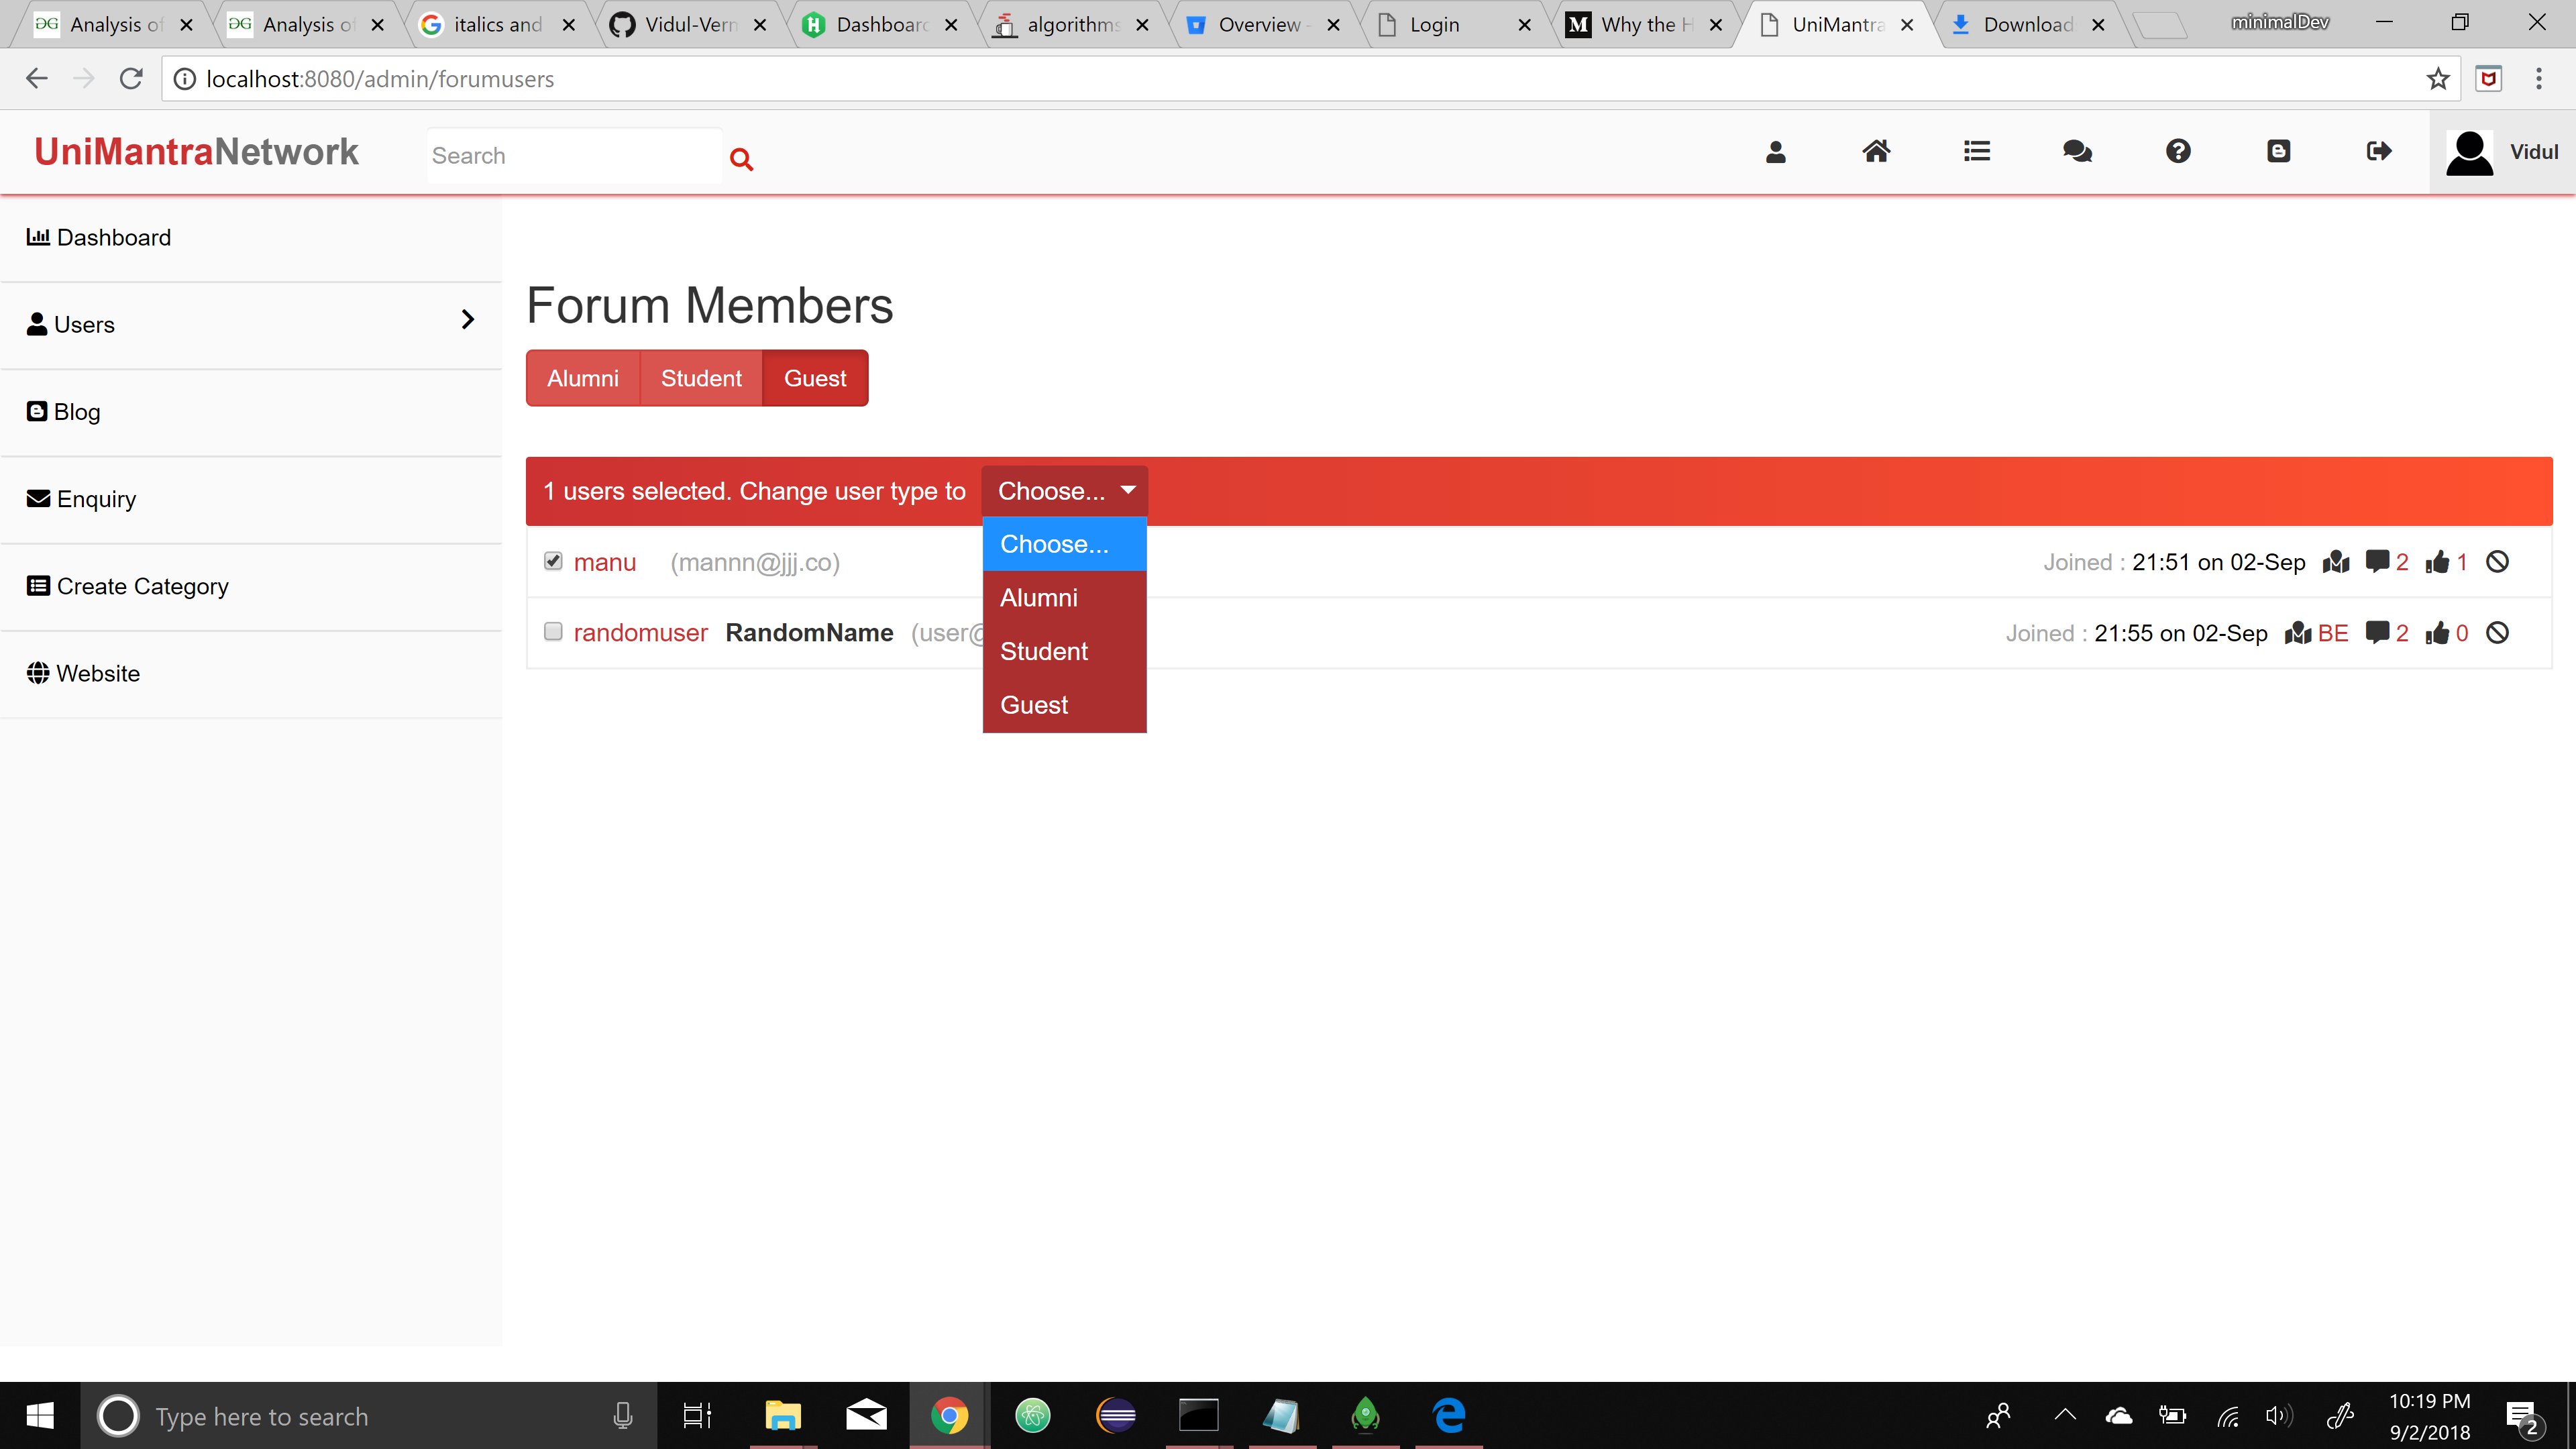 Analysis of
Analysis of
italics and
Vidul-Verm
Dashboard
algorithms
Overview -
Login
Why the H
UniMantra
Download
minimalDev
localhost:8080/admin/forumusers
UniMantraNetwork
Search
Vidul
Dashboard
Users
Blog
Enquiry
Create Category
Website
Forum Members
Alumni Student Guest
1 users selected. Change user type to Choose...
Choose...
Alumni
Student
Guest
manu (mannn@jjj.co) Joined : 21:51 on 02-Sep 2 1
randomuser RandomName (user@ Joined : 21:55 on 02-Sep BE 2 0
Type here to search
10:19 PM
9/2/2018
2